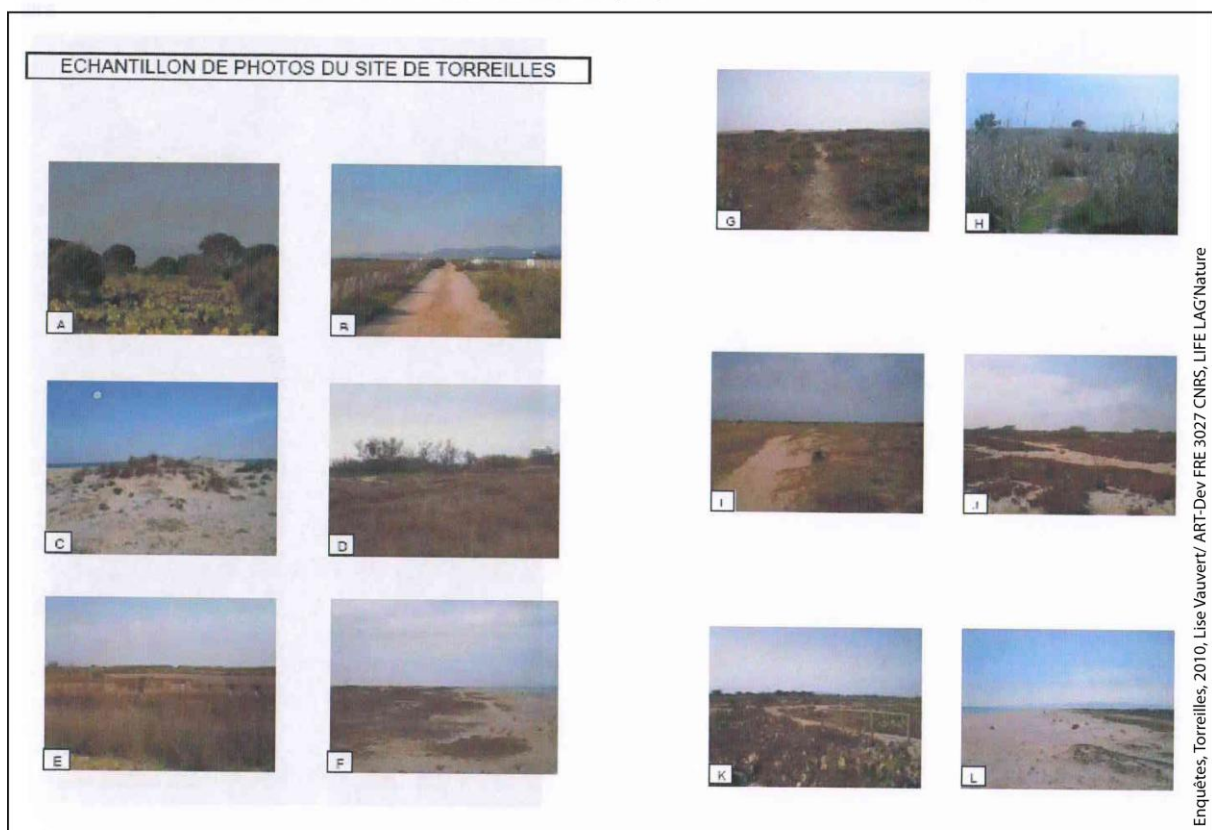 ECHANTILLON DE PHOTOS DU SITE DE TORREILLES
A
B
C
D
E
F
G
H
I
J
K
L
Enquêtes, Torreilles, 2010, Lise Vauvert/ ART-Dev FRE 3027 CNRS, LIFE LAG'Nature